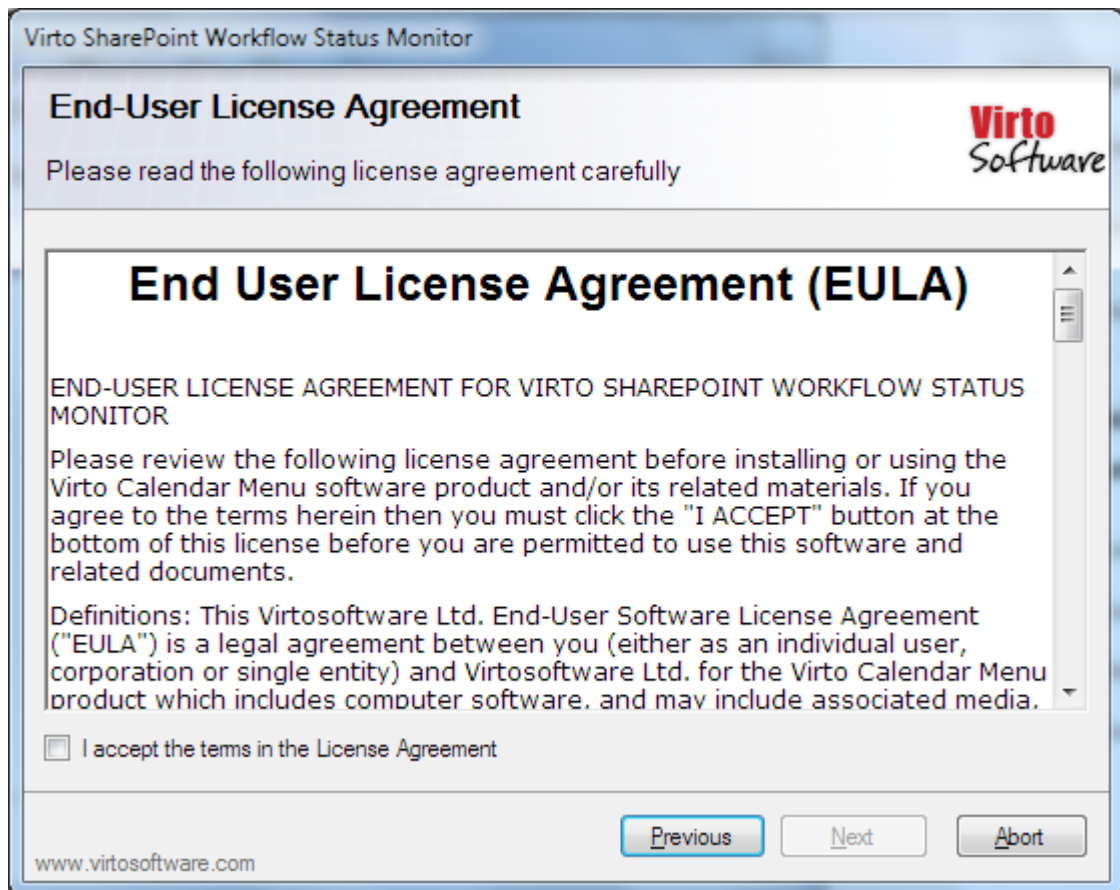 Virto SharePoint Workflow Status Monitor
End-User License Agreement
Please read the following license agreement carefully
Virto
Software
End User License Agreement (EULA)
END-USER LICENSE AGREEMENT FOR VIRTO SHAREPOINT WORKFLOW STATUS
MONITOR
Please review the following license agreement before installing or using the
Virto Calendar Menu software product and/or its related materials. If you
agree to the terms herein then you must click the "I ACCEPT" button at the
bottom of this license before you are permitted to use this software and
related documents.
Definitions: This Virtosoftware Ltd. End-User Software License Agreement
("EULA") is a legal agreement between you (either as an individual user,
corporation or single entity) and Virtosoftware Ltd. for the Virto Calendar Menu
product which includes computer software, and may include associated media,
I accept the terms in the License Agreement
Previous Next Abort
www.virtosoftware.com